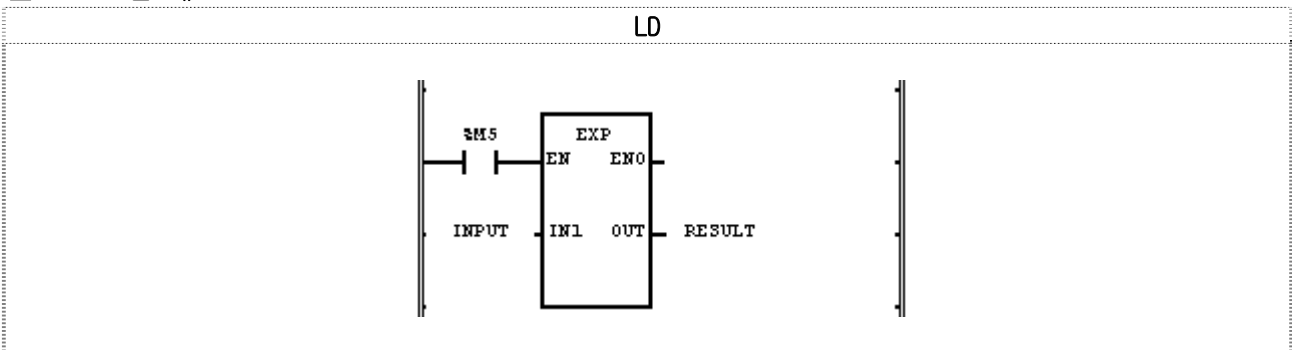 LD
%M5 EXP
EN ENO
INPUT IN1 OUT RESULT